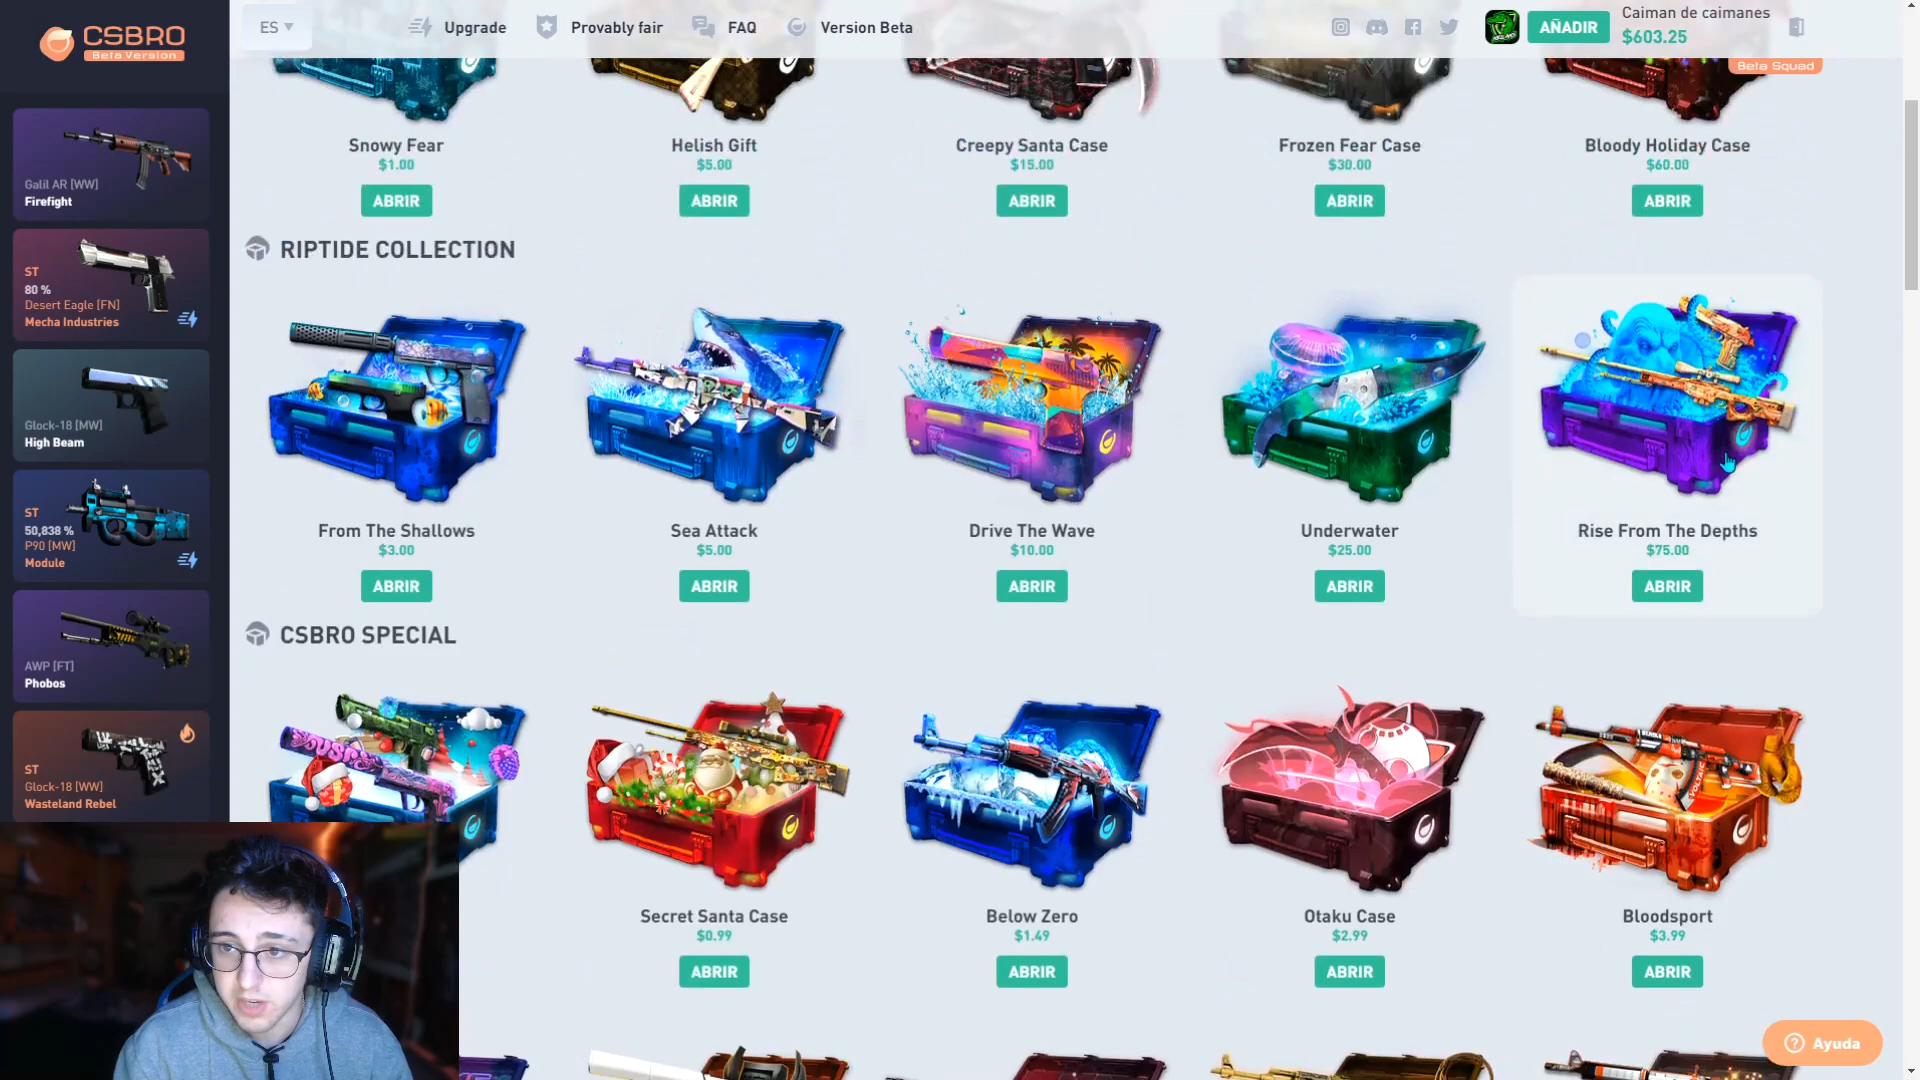 CSBRO
Beta Version
ES
Upgrade
Provably fair
FAQ
Version Beta
AÑADIR
Caiman de caimanes
$603.25
Beta Squad
Galil AR [WW]
Firefight
ST
80 %
Desert Eagle [FN]
Mecha Industries
Glock-18 [MW]
High Beam
ST
50,838 %
P90 [MW]
Module
AWP [FT]
Phobos
ST
Glock-18 [WW]
Wasteland Rebel
Snowy Fear
$1.00
ABRIR
Helish Gift
$5.00
ABRIR
Creepy Santa Case
$15.00
ABRIR
Frozen Fear Case
$30.00
ABRIR
Bloody Holiday Case
$60.00
ABRIR
RIPTIDE COLLECTION
From The Shallows
$3.00
ABRIR
Sea Attack
$5.00
ABRIR
Drive The Wave
$10.00
ABRIR
Underwater
$25.00
ABRIR
Rise From The Depths
$75.00
ABRIR
CSBRO SPECIAL
Secret Santa Case
$0.99
ABRIR
Below Zero
$1.49
ABRIR
Otaku Case
$2.99
ABRIR
Bloodsport
$3.99
ABRIR
Ayuda